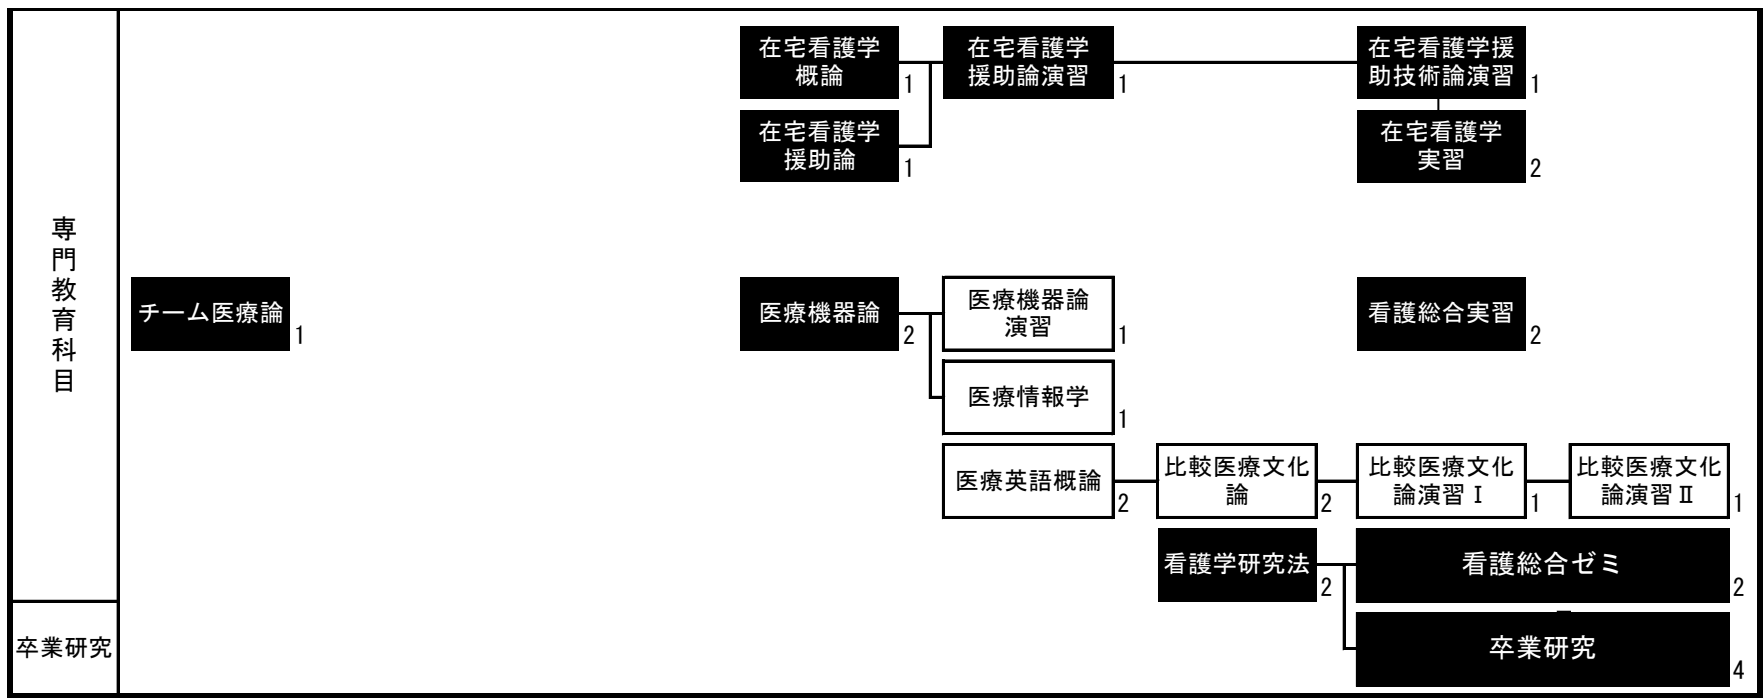 専門教育科目
在宅看護学
概論
1
在宅看護学
援助論演習
1
在宅看護学援
助技術論演習
1
在宅看護学
援助論
1
在宅看護学
実習
2
チーム医療論
1
医療機器論
2
医療機器論
演習
1
看護総合実習
2
医療情報学
1
医療英語概論
2
比較医療文化
論
2
比較医療文化
論演習Ⅰ
1
比較医療文化
論演習Ⅱ
1
看護学研究法
2
看護総合ゼミ
2
卒業研究
卒業研究
4